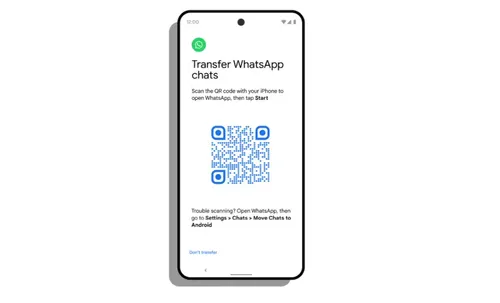 12:00
Transfer WhatsApp
chats
Scan the QR code with your iPhone to
open WhatsApp, then tap Start
Trouble scanning? Open WhatsApp, then
go to Settings > Chats > Move Chats to
Android
Don't transfer